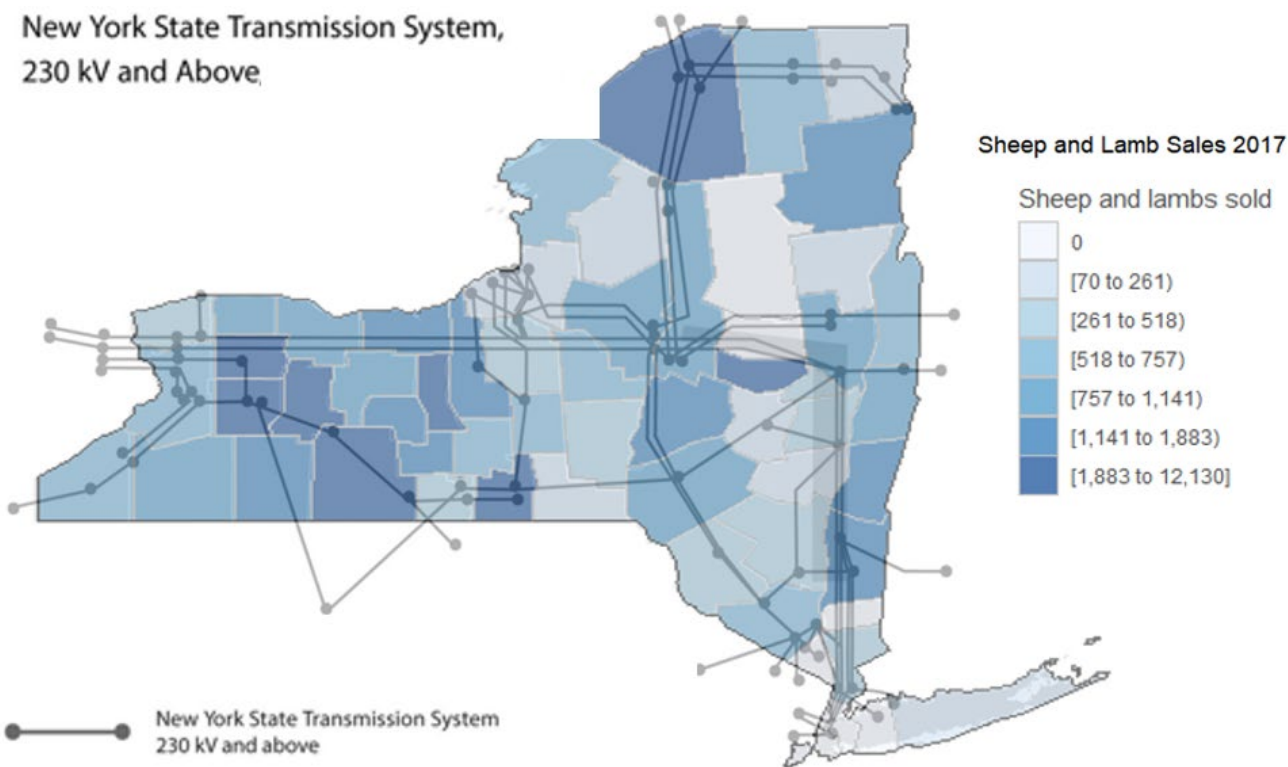 New York State Transmission System,
230 kV and Above
Sheep and Lamb Sales 2017
Sheep and lambs sold
0
[70 to 261)
[261 to 518)
[518 to 757)
[757 to 1,141)
[1,141 to 1,883)
[1,883 to 12,130]
New York State Transmission System
230 kV and above